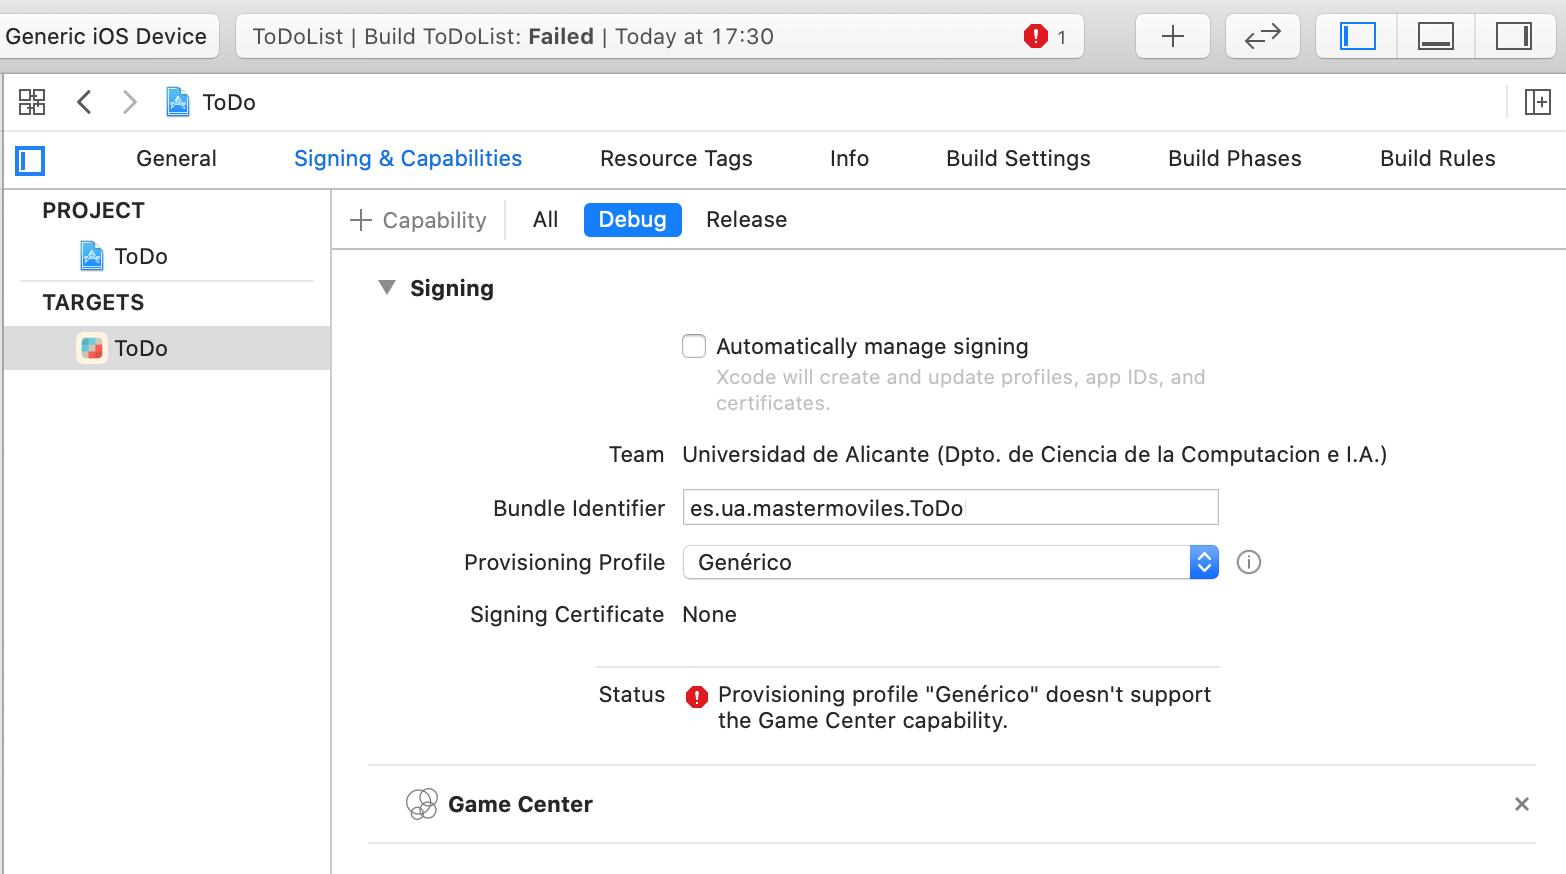 Generic iOS Device
ToDoList | Build ToDoList: Failed | Today at 17:30
1
ToDo
General
Signing & Capabilities
Resource Tags
Info
Build Settings
Build Phases
Build Rules
PROJECT
ToDo
TARGETS
ToDo
Capability
All
Debug
Release
Signing
Automatically manage signing
Xcode will create and update profiles, app IDs, and
certificates.
Team Universidad de Alicante (Dpto. de Ciencia de la Computacion e I.A.)
Bundle Identifier es.ua.mastermoviles.ToDo
Provisioning Profile Genérico
Signing Certificate None
Status Provisioning profile "Genérico" doesn't support
the Game Center capability.
Game Center